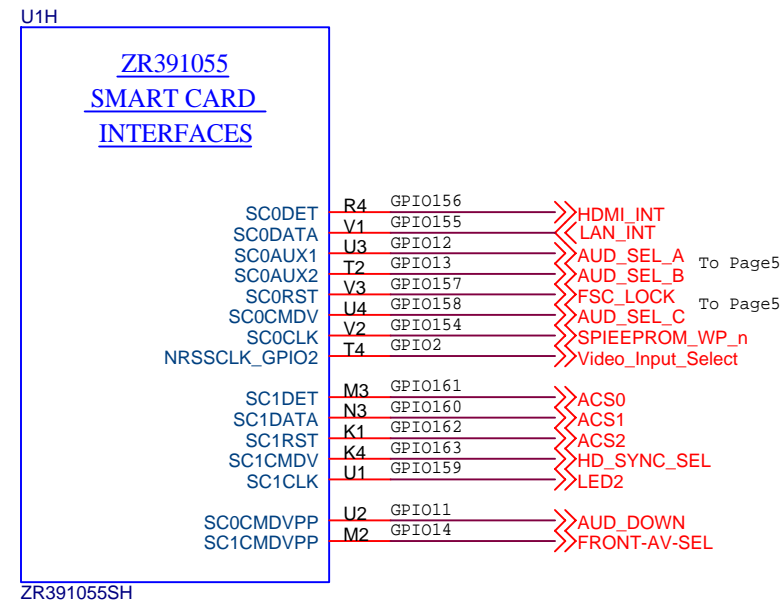 U1H
ZR391055
SMART CARD
INTERFACES
SC0DET R4 GPIO156 HDMI_INT
SC0DATA V1 GPIO155 LAN_INT
SC0AUX1 U3 GPIO12 AUD_SEL_A To Page5
SC0AUX2 T2 GPIO13 AUD_SEL_B
SC0RST V3 GPIO157 FSC_LOCK To Page5
SC0CMDV U4 GPIO158 AUD_SEL_C
SC0CLK V2 GPIO154 SPIEEPROM_WP_n
NRSSCLK_GPIO2 T4 GPIO2 Video_Input_Select
SC1DET M3 GPIO161 ACS0
SC1DATA N3 GPIO160 ACS1
SC1RST K1 GPIO162 ACS2
SC1CMDV K4 GPIO163 HD_SYNC_SEL
SC1CLK U1 GPIO159 LED2
SC0CMDVPP U2 GPIO11 AUD_DOWN
SC1CMDVPP M2 GPIO14 FRONT-AV-SEL
ZR391055SH